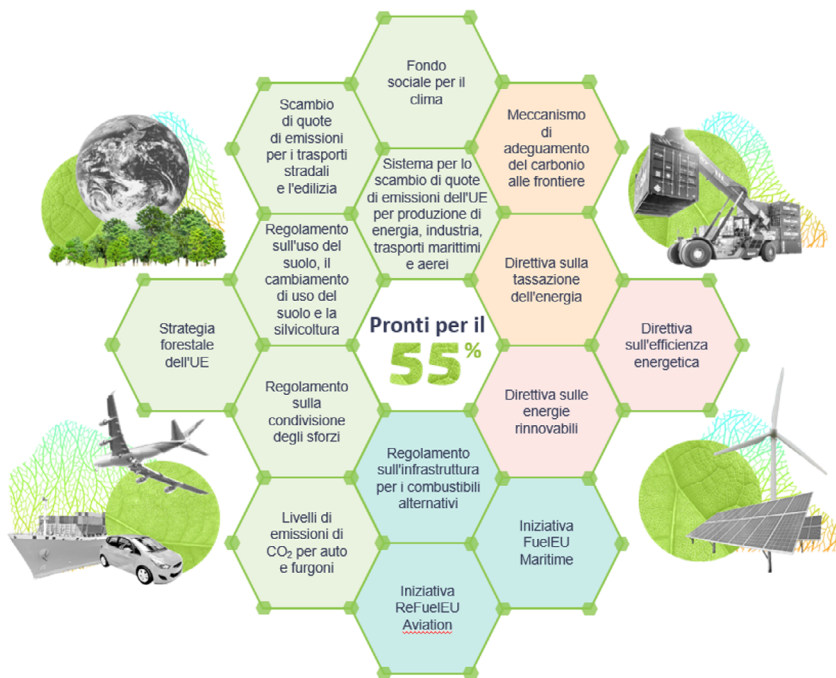 Fondo
sociale per il
clima
Scambio
di quote
di emissioni
per i trasporti
stradali
e l'edilizia
Meccanismo
di
adeguamento
del carbonio
alle frontiere
Sistema per lo
scambio di quote
di emissioni dell'UE
per produzione di
energia, industria,
trasporti marittimi
e aerei
Regolamento
sull'uso del
suolo, il
cambiamento
di uso del
suolo e la
silvicoltura
Direttiva sulla
tassazione
dell'energia
Strategia
forestale
dell'UE
Pronti per il
55%
Direttiva
sull'efficienza
energetica
Regolamento
sulla
condivisione
degli sforzi
Direttiva sulle
energie
rinnovabili
Regolamento
sull'infrastruttura
per i combustibili
alternativi
Livelli di
emissioni di
CO₂ per auto
e furgoni
Iniziativa
FuelEU
Maritime
Iniziativa
ReFuelEU
Aviation